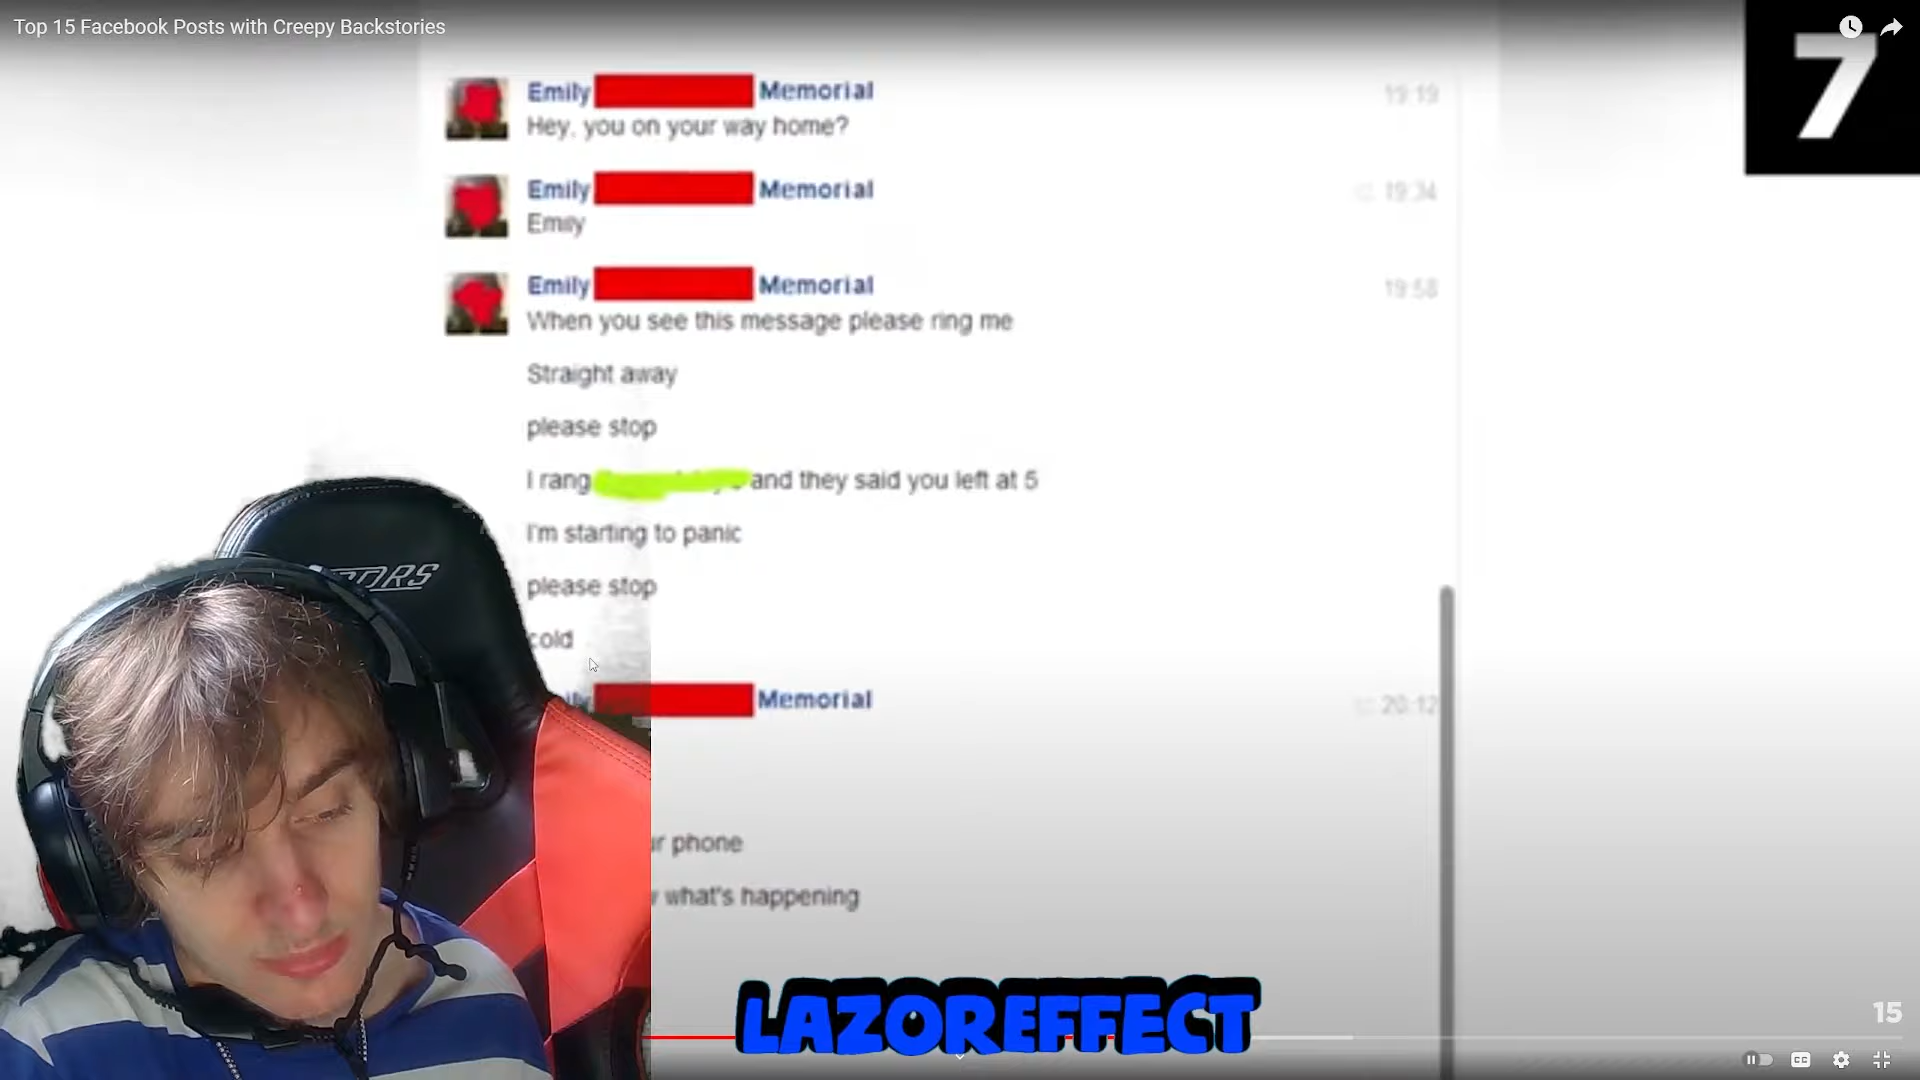 Top 15 Facebook Posts with Creepy Backstories
7
Emily Memorial 19:19
Hey, you on your way home?
Emily Memorial 19:34
Emily
Emily Memorial 19:58
When you see this message please ring me
Straight away
please stop
I rang and they said you left at 5
I'm starting to panic
please stop
cold
Memorial 20:12
phone
what's happening
LAZOREFFECT
15
CC